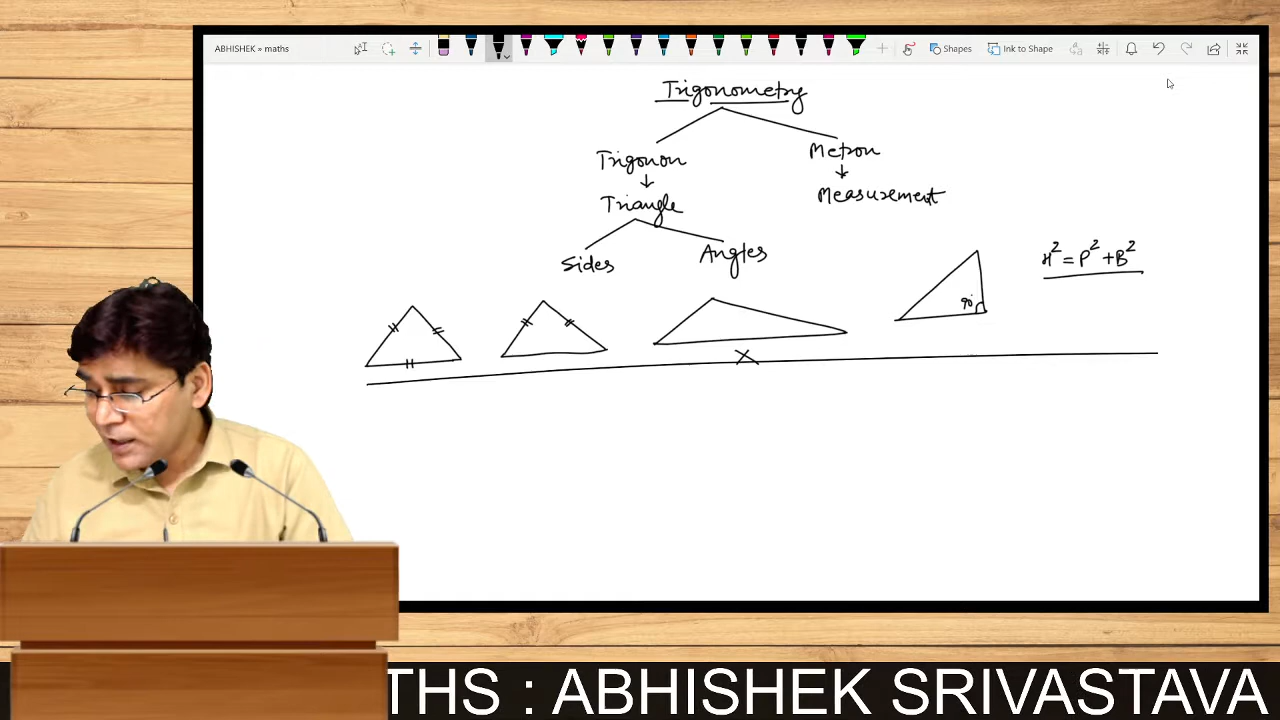 ABHISHEK » maths
Shapes
Ink to Shape
Trigonometry
Trigonon
Metron
↓
↓
Triangle
Measurement
Sides
Angles
H² = P² + B²
90°
×
THS : ABHISHEK SRIVASTAVA